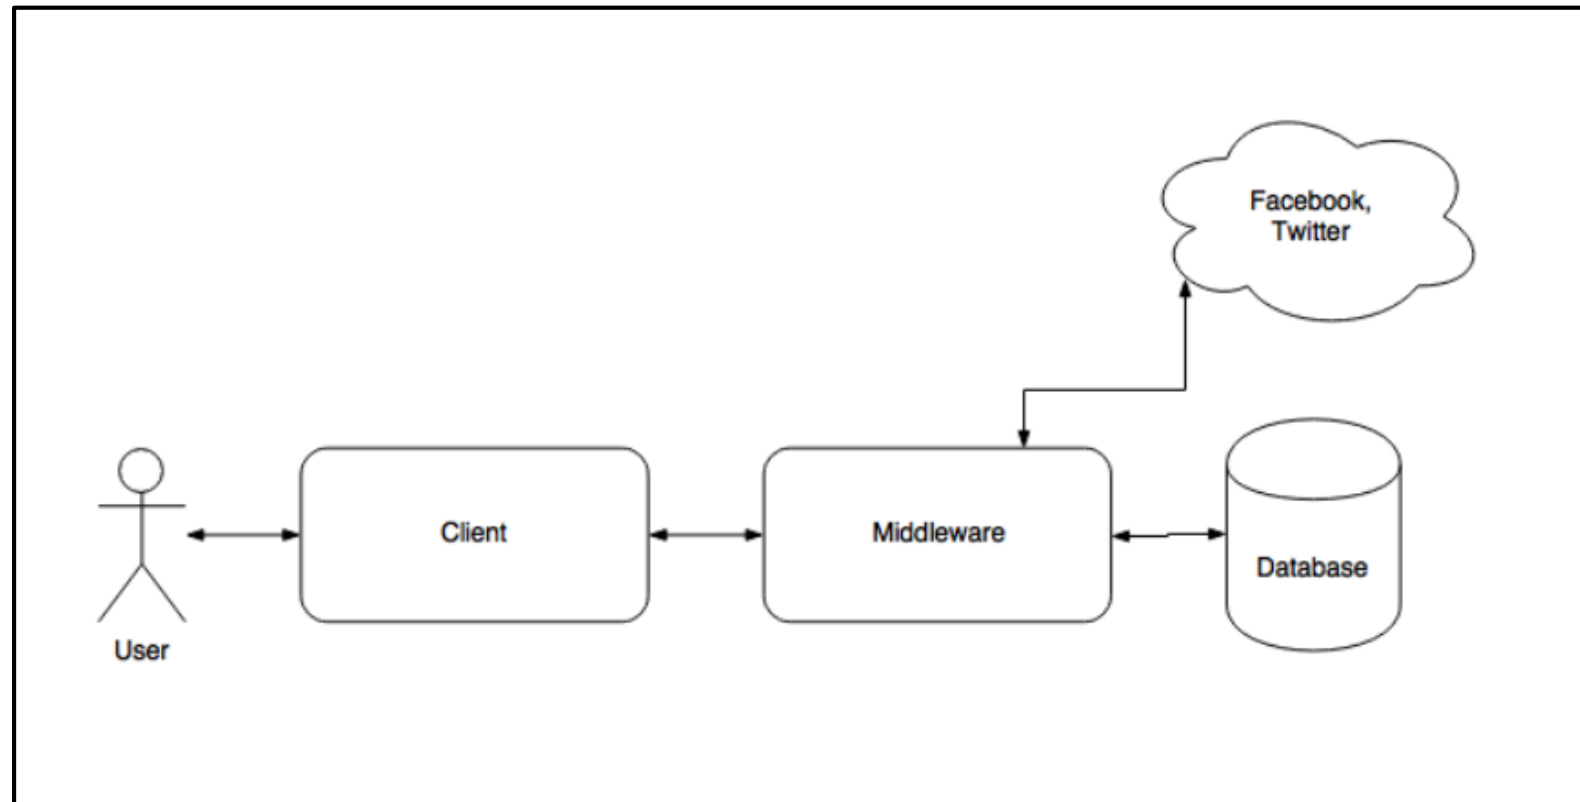 Facebook,
Twitter
Client
Middleware
Database
User